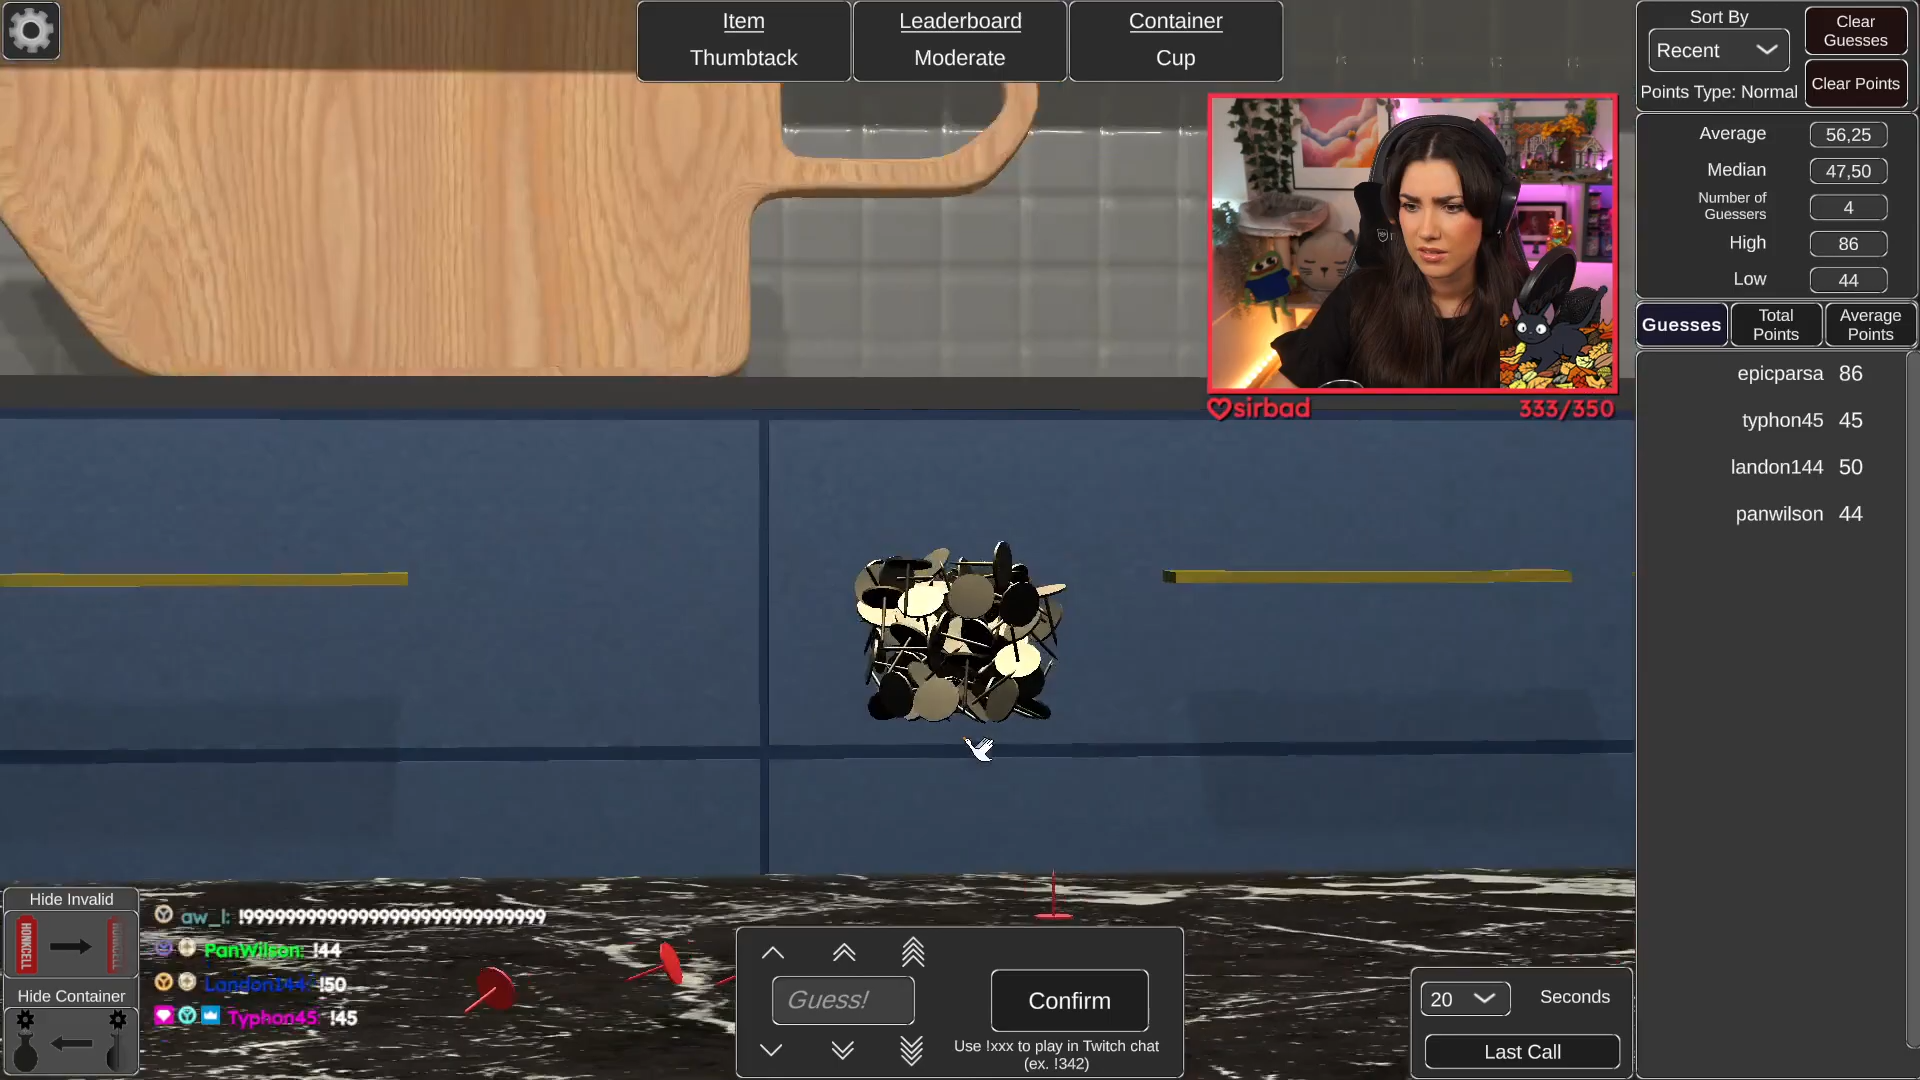 Item
Thumbtack
Leaderboard
Moderate
Container
Cup
Sort By
Recent
Clear
Guesses
Points Type: Normal
Clear Points
Average 56,25
Median 47,50
Number of
Guessers 4
High 86
Low 44
Guesses
Total
Points
Average
Points
epicparsa 86
typhon45 45
landon144 50
panwilson 44
sirbad
333/350
Hide Invalid
HONKCELL
Hide Container
PanWilson: !44
Landon144: !50
Typhon45: !45
Guess!
Confirm
Use !xxx to play in Twitch chat
(ex. !342)
20 Seconds
Last Call